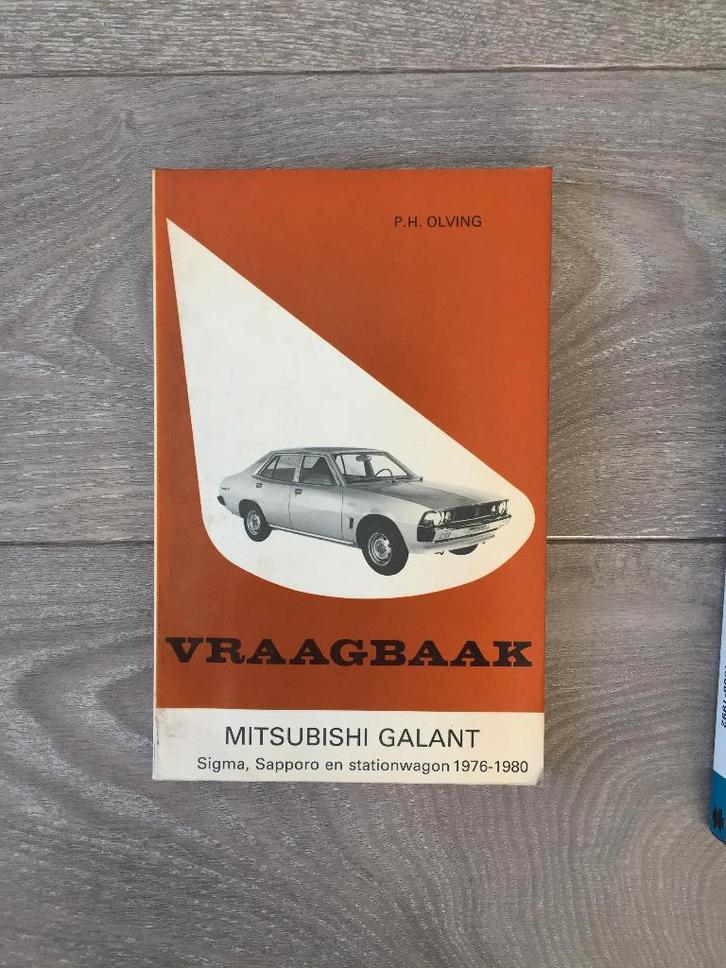 P.H. OLVING
VRAAGBAAK
MITSUBISHI GALANT
Sigma, Sapporo en stationwagon 1976-1980